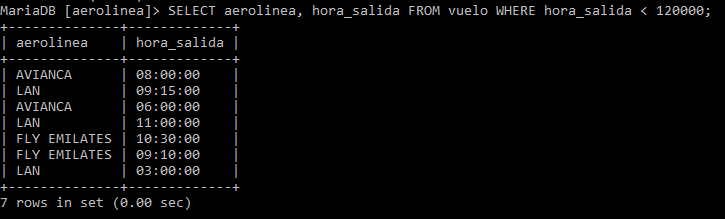 MariaDB [aerolinea]> SELECT aerolinea, hora_salida FROM vuelo WHERE hora_salida < 120000;
+--------------+-------------+
| aerolinea    | hora_salida |
+--------------+-------------+
| AVIANCA      | 08:00:00    |
| LAN          | 09:15:00    |
| AVIANCA      | 06:00:00    |
| LAN          | 11:00:00    |
| FLY EMILATES | 10:30:00    |
| FLY EMILATES | 09:10:00    |
| LAN          | 03:00:00    |
+--------------+-------------+
7 rows in set (0.00 sec)